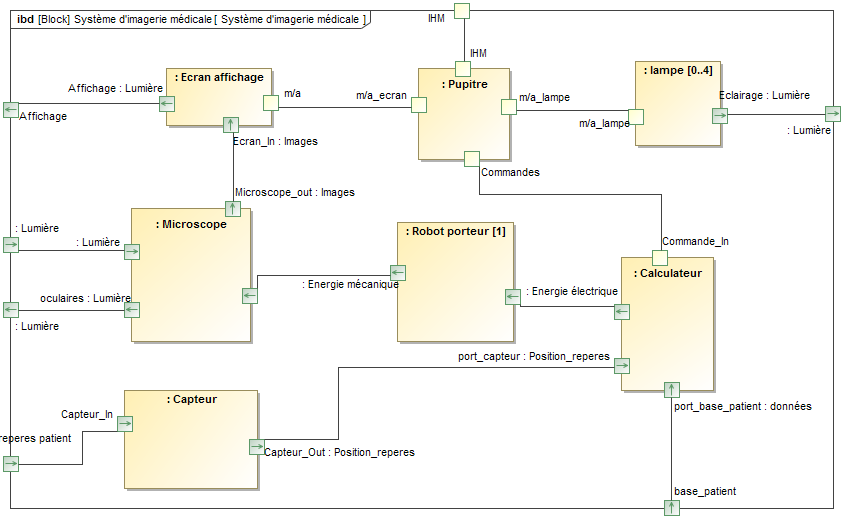 ibd [Block] Système d'imagerie médicale [ Système d'imagerie médicale ]
IHM
IHM
: Ecran affichage
: Pupitre
lampe [0..4]
Affichage : Lumière
m/a
m/a_ecran
m/a_lampe
Eclairage : Lumière
Affichage
m/a_lampe
: Lumière
Ecran_In : Images
Commandes
Microscope_out : Images
: Microscope
: Robot porteur [1]
: Lumière
: Lumière
Commande_In
: Calculateur
: Energie mécanique
: Energie électrique
oculaires : Lumière
: Lumière
port_capteur : Position_reperes
: Capteur
Capteur_In
port_base_patient : données
reperes patient
Capteur_Out : Position_reperes
base_patient